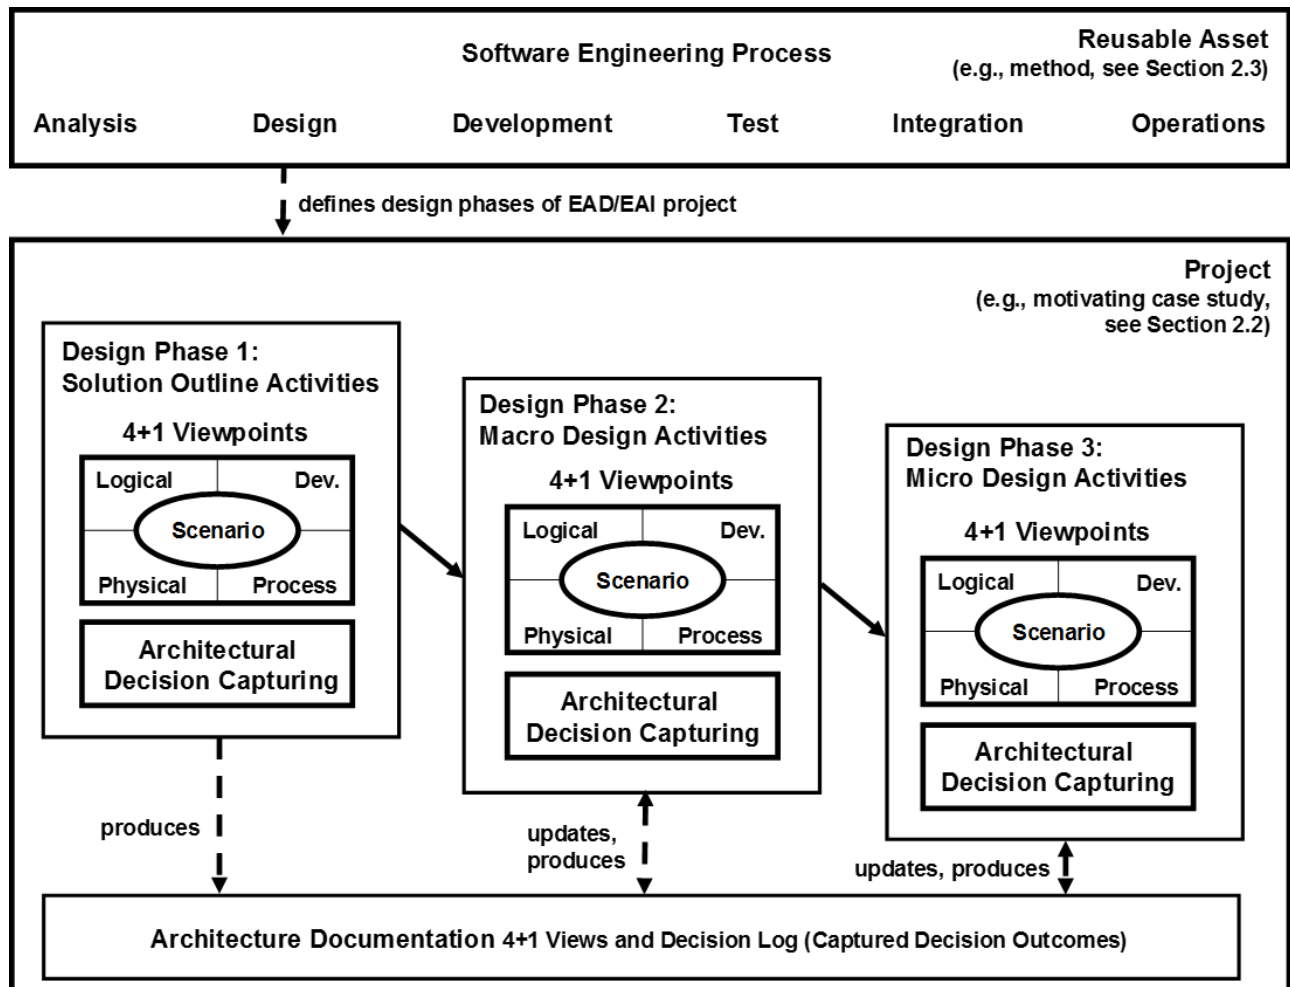 Software Engineering Process
Reusable Asset
(e.g., method, see Section 2.3)
Analysis
Design
Development
Test
Integration
Operations
defines design phases of EAD/EAI project
Project
(e.g., motivating case study,
see Section 2.2)
Design Phase 1:
Solution Outline Activities
4+1 Viewpoints
Logical
Dev.
Scenario
Physical
Process
Architectural
Decision Capturing
Design Phase 2:
Macro Design Activities
4+1 Viewpoints
Logical
Dev.
Scenario
Physical
Process
Architectural
Decision Capturing
Design Phase 3:
Micro Design Activities
4+1 Viewpoints
Logical
Dev.
Scenario
Physical
Process
Architectural
Decision Capturing
produces
updates,
produces
updates, produces
Architecture Documentation 4+1 Views and Decision Log (Captured Decision Outcomes)